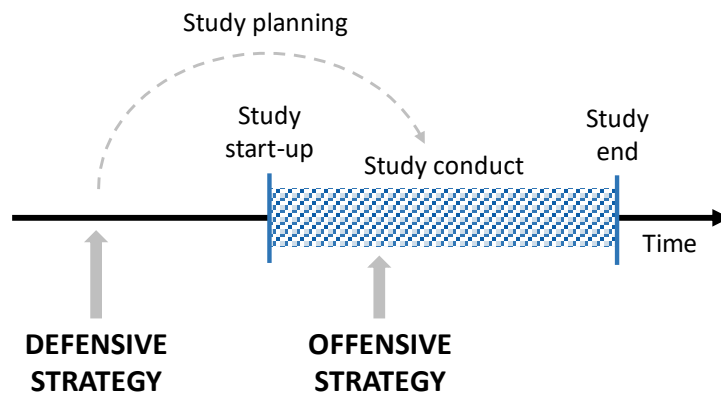 Study planning
Study
start-up
Study conduct
Study
end
Time
DEFENSIVE
STRATEGY
OFFENSIVE
STRATEGY